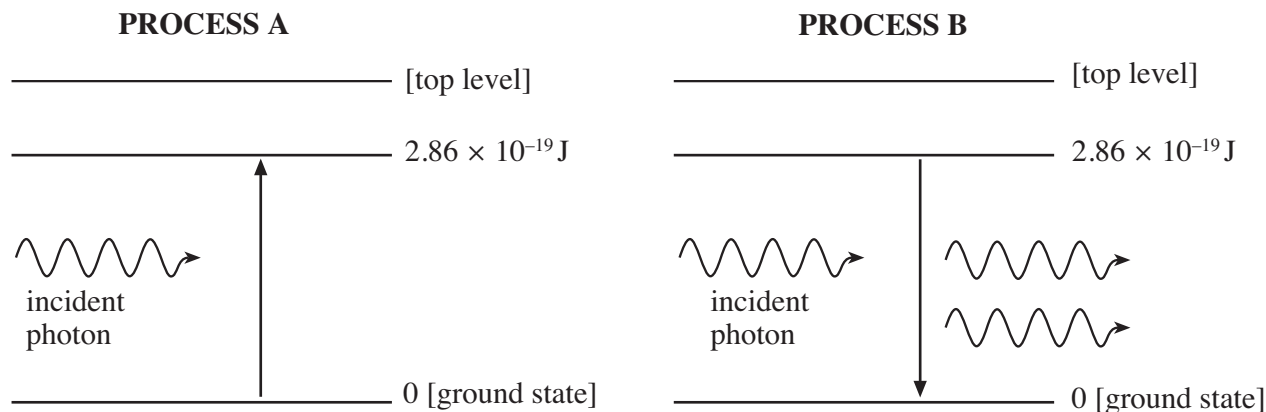 PROCESS A
[top level]
2.86 × 10⁻¹⁹ J
incident
photon
0 [ground state]
PROCESS B
[top level]
2.86 × 10⁻¹⁹ J
incident
photon
0 [ground state]